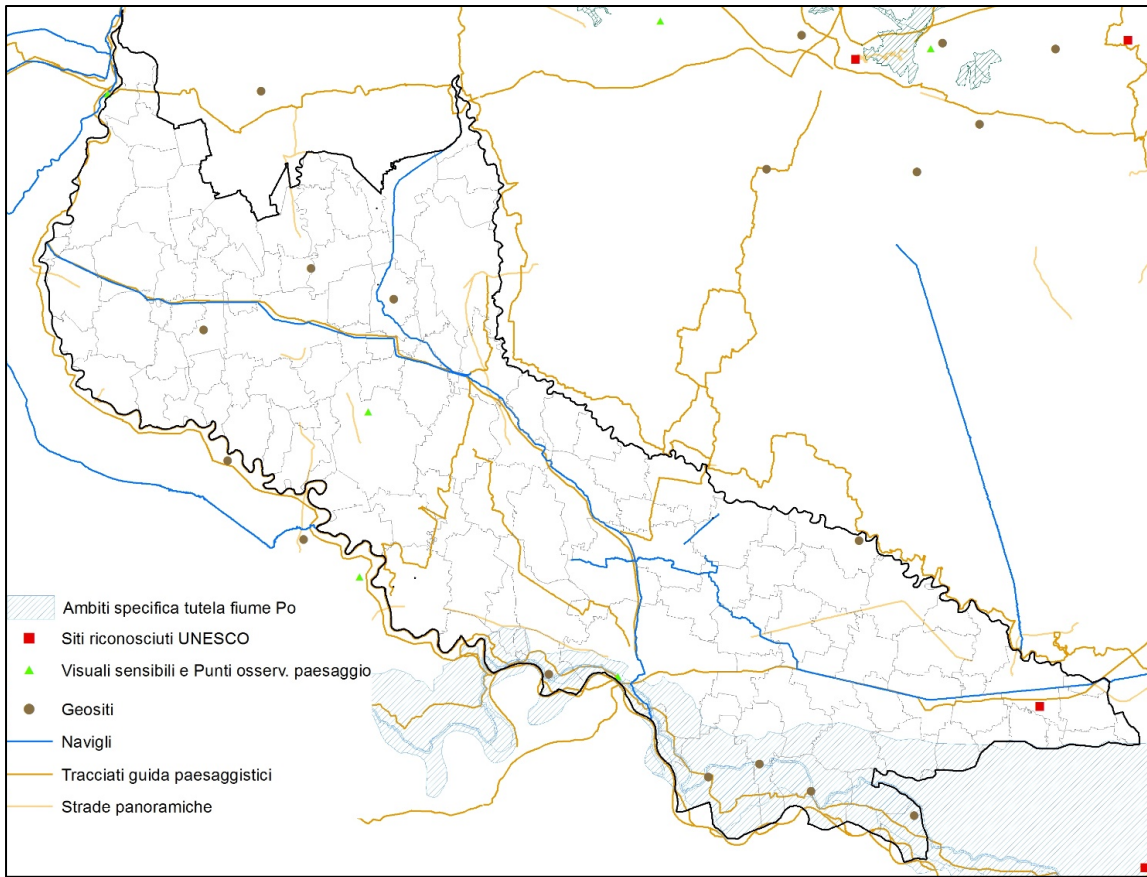 Ambiti specifica tutela fiume Po
Siti riconosciuti UNESCO
Visuali sensibili e Punti osserv. paesaggio
Geositi
Navigli
Tracciati guida paesaggistici
Strade panoramiche